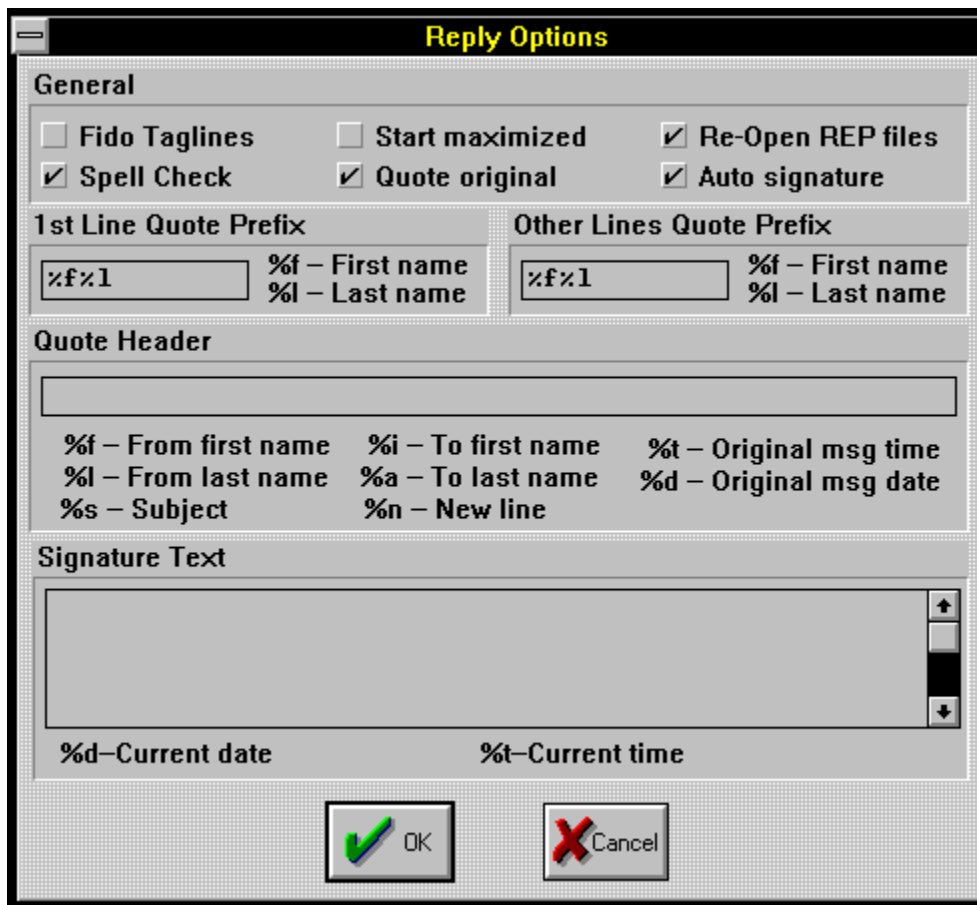 Reply Options
General
Fido Taglines Start maximized Re-Open REP files
Spell Check Quote original Auto signature
1st Line Quote Prefix Other Lines Quote Prefix
%f%l %f – First name %f%l %f – First name
%l – Last name %l – Last name
Quote Header
%f – From first name %i – To first name %t – Original msg time
%l – From last name %a – To last name %d – Original msg date
%s – Subject %n – New line
Signature Text
%d–Current date %t–Current time
OK Cancel